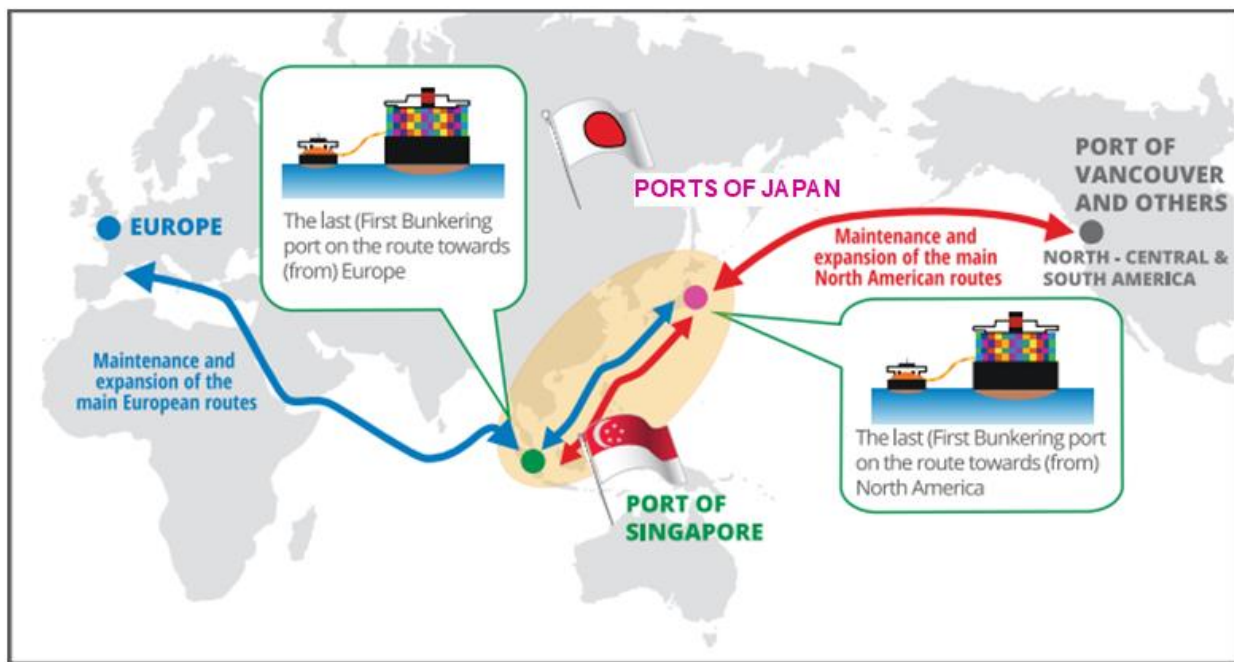 EUROPE
Maintenance and
expansion of the
main European routes
The last (First Bunkering
port on the route towards
(from) Europe
PORTS OF JAPAN
PORT OF
SINGAPORE
Maintenance and
expansion of the main
North American routes
PORT OF
VANCOUVER
AND OTHERS
NORTH - CENTRAL &
SOUTH AMERICA
The last (First Bunkering port
on the route towards (from)
North America